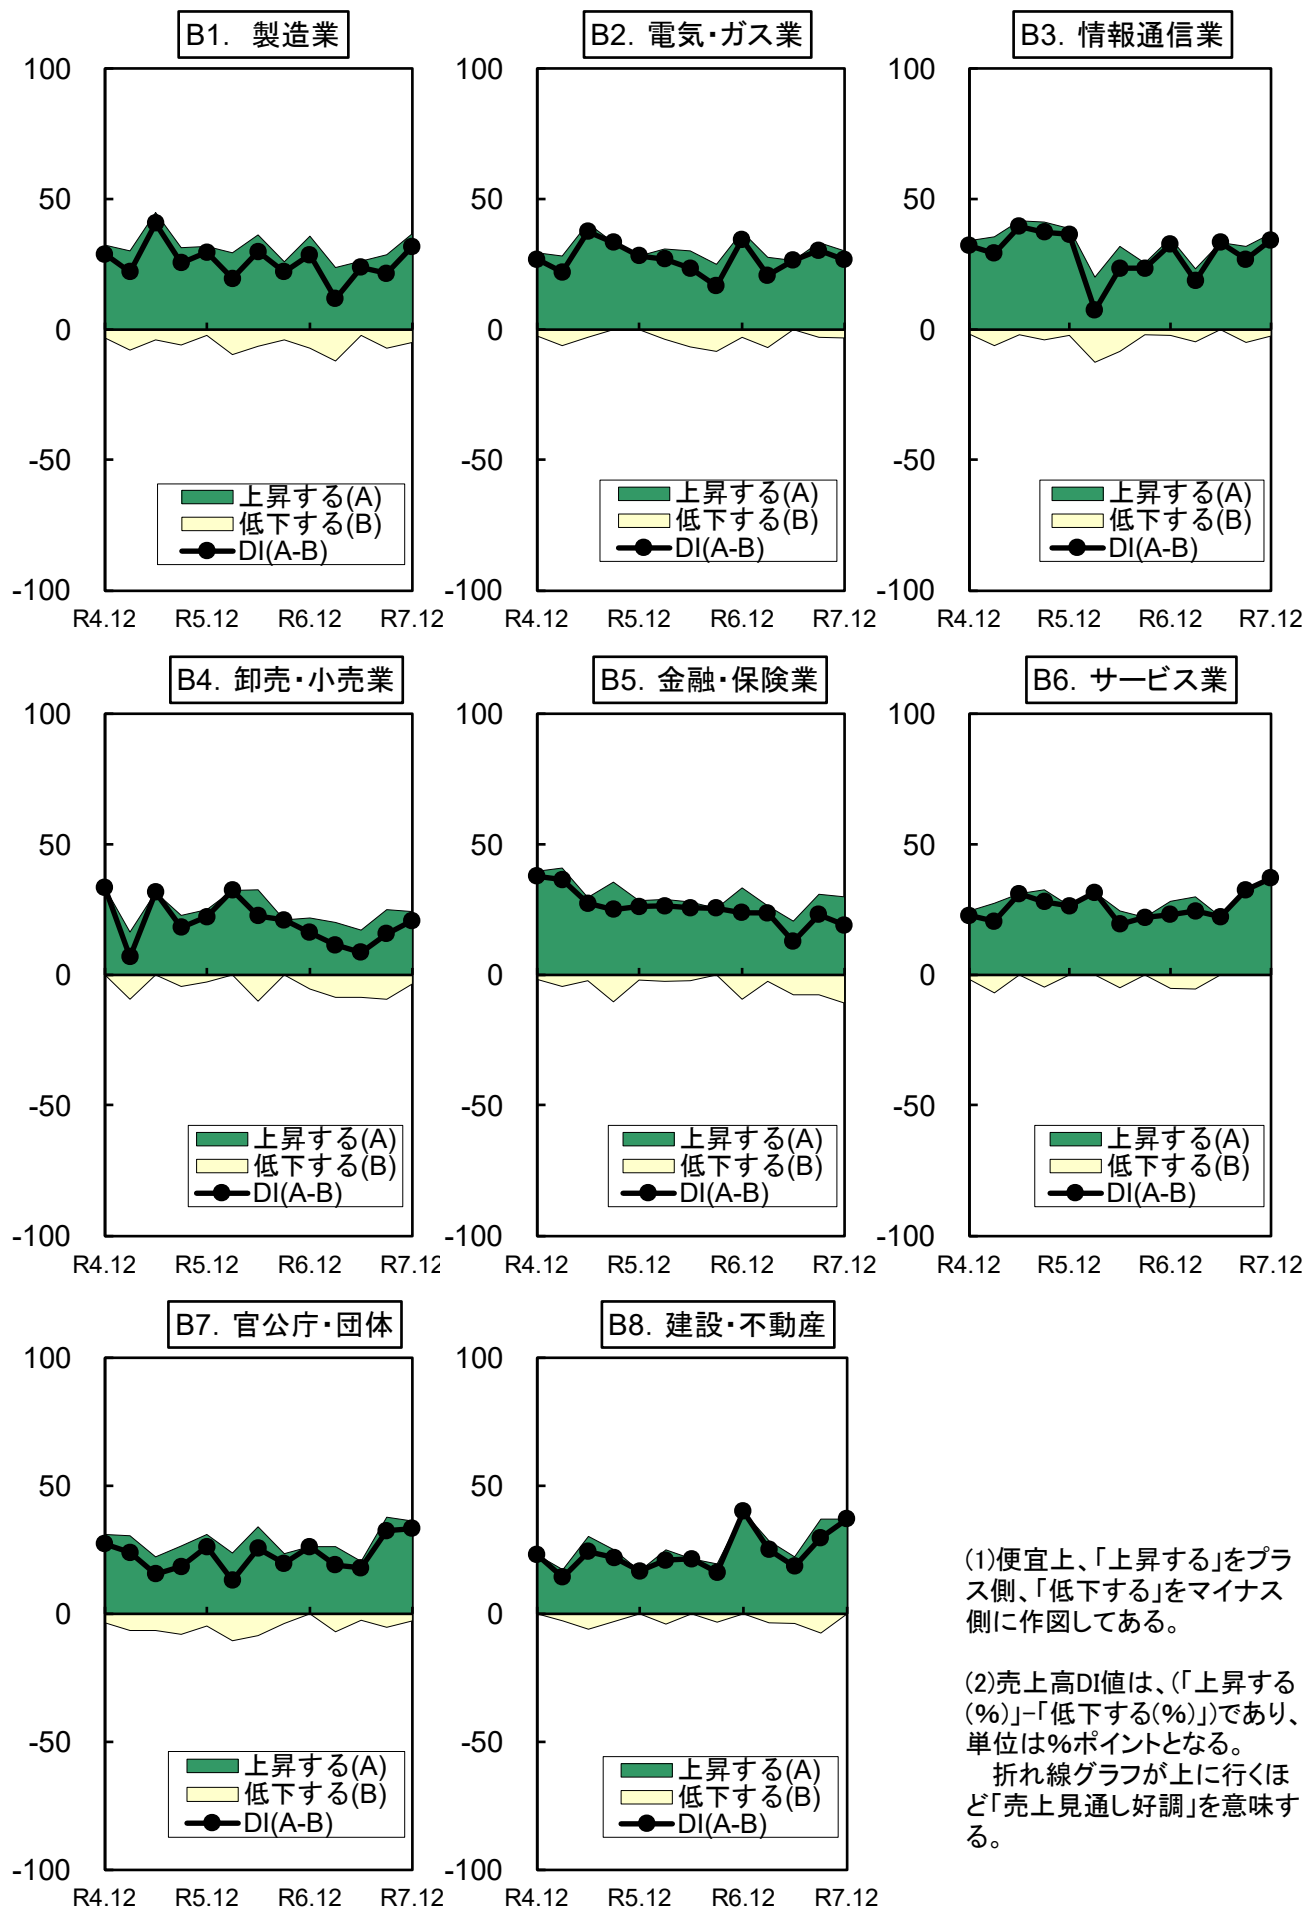 B1. 製造業
100
50
0
-50
-100
上昇する(A)
低下する(B)
DI(A-B)
R4.12 R5.12 R6.12 R7.12
B2. 電気・ガス業
100
50
0
-50
-100
上昇する(A)
低下する(B)
DI(A-B)
R4.12 R5.12 R6.12 R7.12
B3. 情報通信業
100
50
0
-50
-100
上昇する(A)
低下する(B)
DI(A-B)
R4.12 R5.12 R6.12 R7.12
B4. 卸売・小売業
100
50
0
-50
-100
上昇する(A)
低下する(B)
DI(A-B)
R4.12 R5.12 R6.12 R7.12
B5. 金融・保険業
100
50
0
-50
-100
上昇する(A)
低下する(B)
DI(A-B)
R4.12 R5.12 R6.12 R7.12
B6. サービス業
100
50
0
-50
-100
上昇する(A)
低下する(B)
DI(A-B)
R4.12 R5.12 R6.12 R7.12
B7. 官公庁・団体
100
50
0
-50
-100
上昇する(A)
低下する(B)
DI(A-B)
R4.12 R5.12 R6.12 R7.12
B8. 建設・不動産
100
50
0
-50
-100
上昇する(A)
低下する(B)
DI(A-B)
R4.12 R5.12 R6.12 R7.12
(1)便宜上、「上昇する」をプラ
ス側、「低下する」をマイナス
側に作図してある。
(2)売上高DI値は、(「上昇する
(%)」-「低下する(%)」)であり、
単位は%ポイントとなる。
　折れ線グラフが上に行くほ
ど「売上見通し好調」を意味す
る。